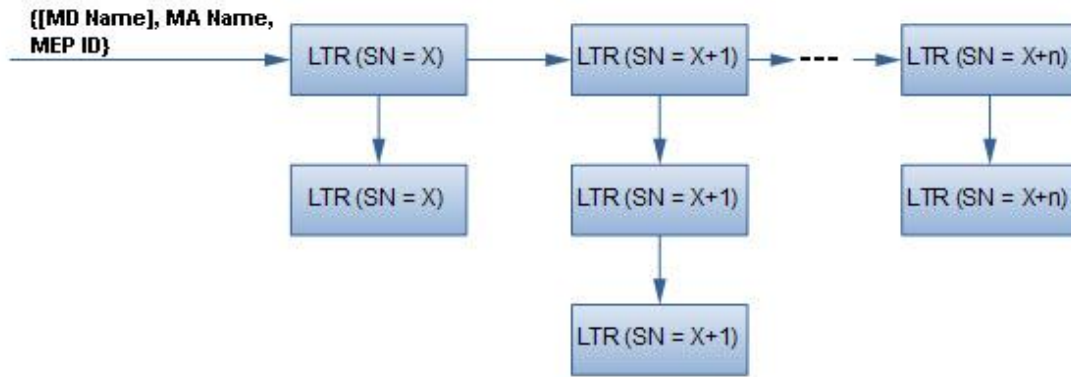 {[MD Name], MA Name,
MEP ID}
LTR (SN = X)
LTR (SN = X+1)
---
LTR (SN = X+n)
LTR (SN = X)
LTR (SN = X+1)
LTR (SN = X+n)
LTR (SN = X+1)